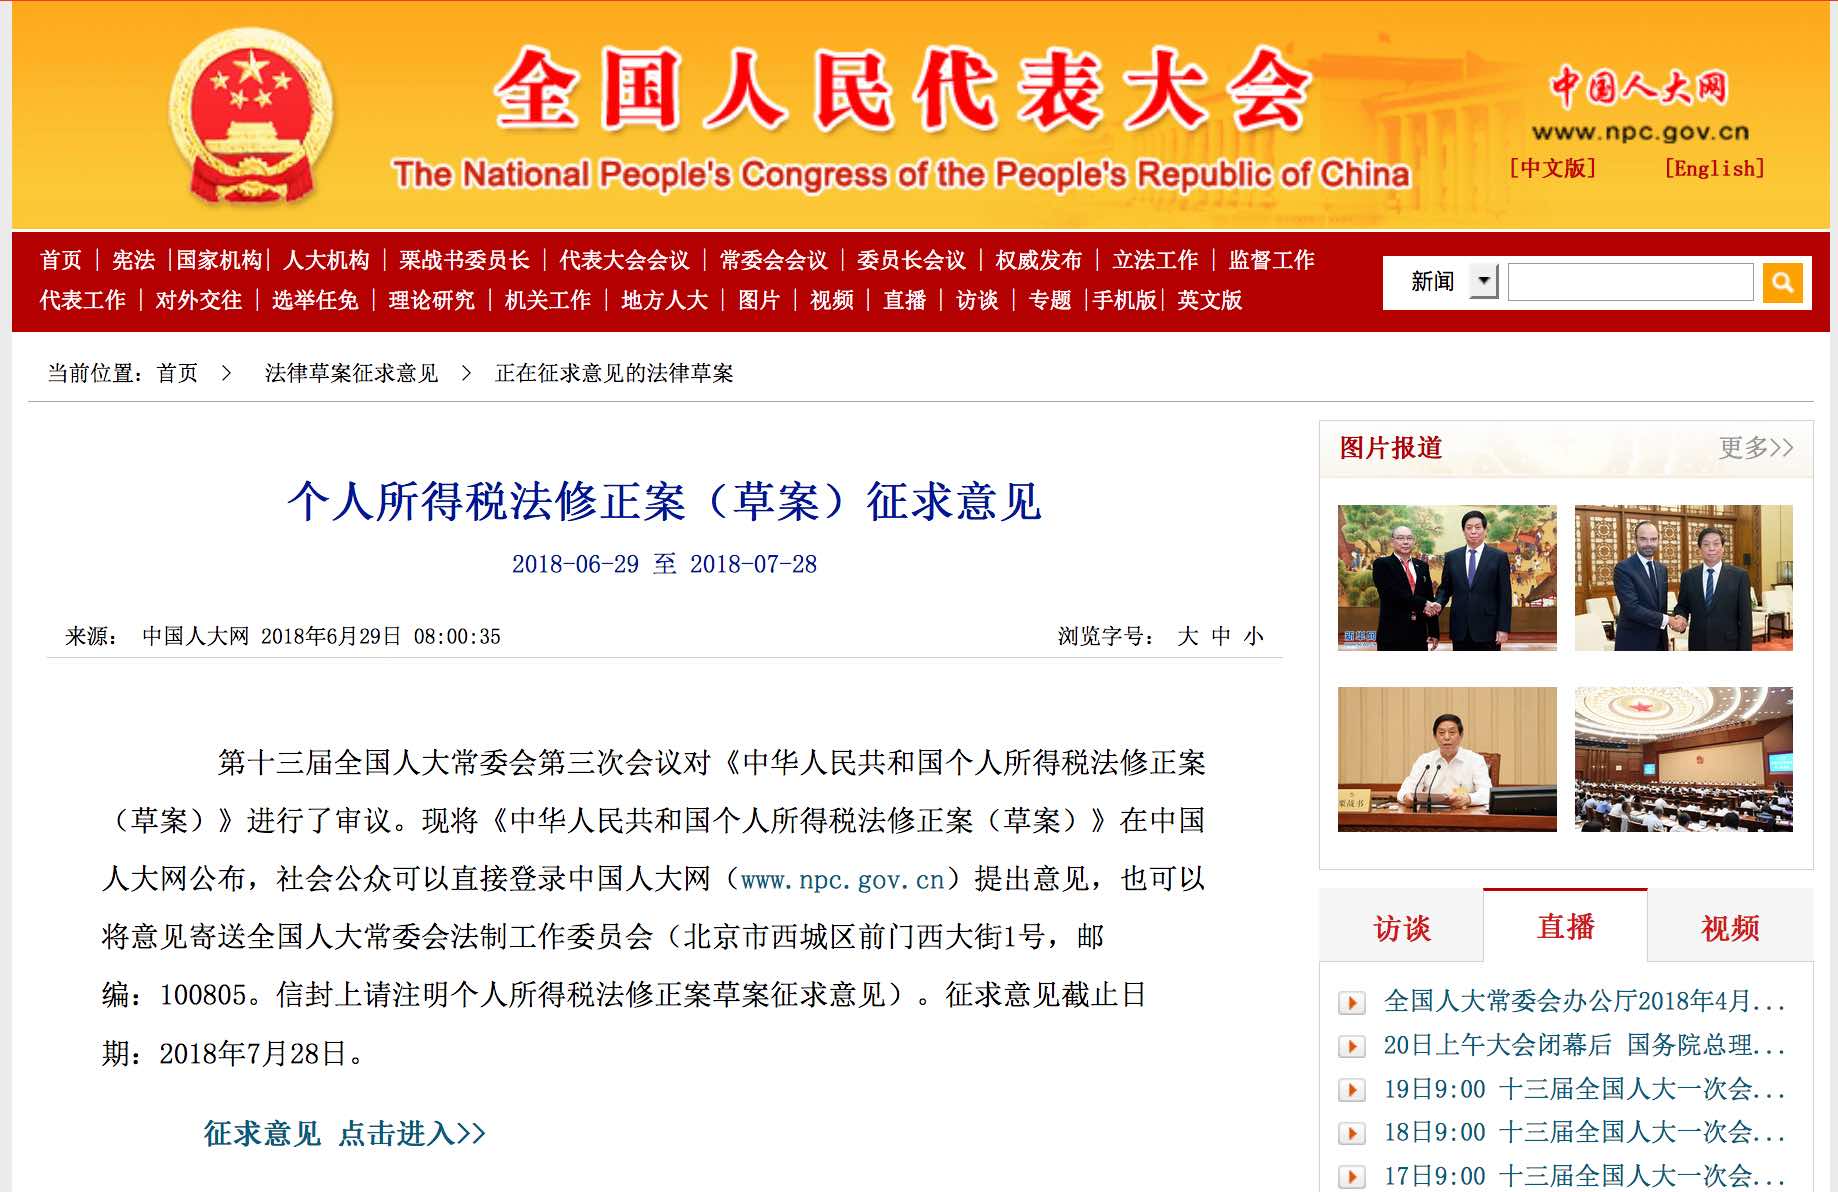 全国人民代表大会
The National People's Congress of the People's Republic of China
中国人大网
www.npc.gov.cn
[中文版] [English]
首页 | 宪法 |国家机构| 人大机构 | 栗战书委员长 | 代表大会会议 | 常委会会议 | 委员长会议 | 权威发布 | 立法工作 | 监督工作
代表工作 | 对外交往 | 选举任免 | 理论研究 | 机关工作 | 地方人大 | 图片 | 视频 | 直播 | 访谈 | 专题 |手机版| 英文版
新闻
当前位置：首页 > 法律草案征求意见 > 正在征求意见的法律草案
个人所得税法修正案（草案）征求意见
2018-06-29 至 2018-07-28
来源： 中国人大网 2018年6月29日 08:00:35
浏览字号： 大 中 小
第十三届全国人大常委会第三次会议对《中华人民共和国个人所得税法修正案
（草案）》进行了审议。现将《中华人民共和国个人所得税法修正案（草案）》在中国
人大网公布，社会公众可以直接登录中国人大网（www.npc.gov.cn）提出意见，也可以
将意见寄送全国人大常委会法制工作委员会（北京市西城区前门西大街1号，邮
编：100805。信封上请注明个人所得税法修正案草案征求意见）。征求意见截止日
期：2018年7月28日。
征求意见 点击进入>>
图片报道 更多>>
新华网
栗战书
访谈 直播 视频
全国人大常委会办公厅2018年4月...
20日上午大会闭幕后 国务院总理...
19日9:00 十三届全国人大一次会...
18日9:00 十三届全国人大一次会...
17日9:00 十三届全国人大一次会...